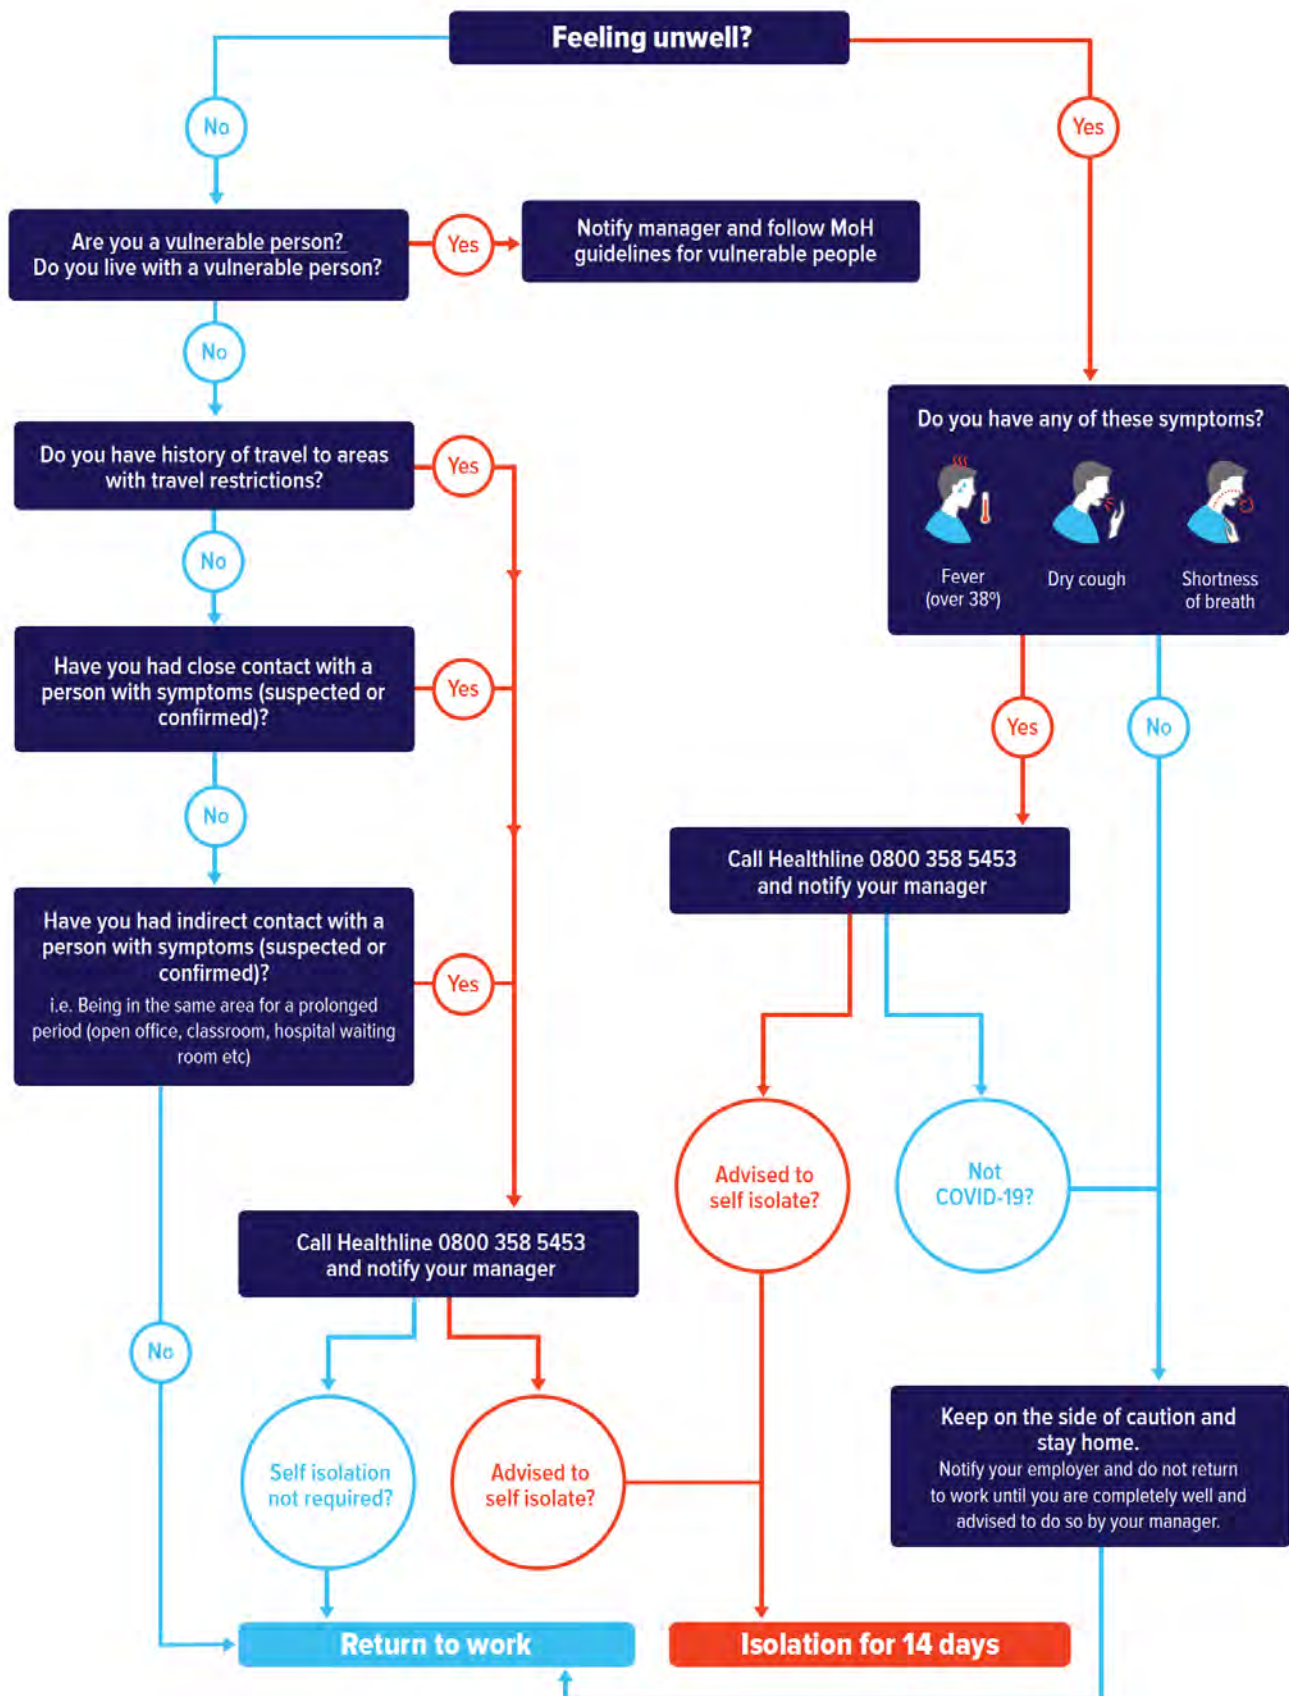 Feeling unwell?
No
Yes
Are you a vulnerable person?
Do you live with a vulnerable person?
Yes
Notify manager and follow MoH
guidelines for vulnerable people
No
Do you have history of travel to areas
with travel restrictions?
Yes
No
Have you had close contact with a
person with symptoms (suspected or
confirmed)?
Yes
No
Have you had indirect contact with a
person with symptoms (suspected or
confirmed)?
i.e. Being in the same area for a prolonged
period (open office, classroom, hospital waiting
room etc)
Yes
No
Call Healthline 0800 358 5453
and notify your manager
Self isolation
not required?
Advised to
self isolate?
Do you have any of these symptoms?
Fever
(over 38º)
Dry cough
Shortness
of breath
Yes
No
Call Healthline 0800 358 5453
and notify your manager
Advised to
self isolate?
Not
COVID-19?
Keep on the side of caution and
stay home.
Notify your employer and do not return
to work until you are completely well and
advised to do so by your manager.
Return to work
Isolation for 14 days